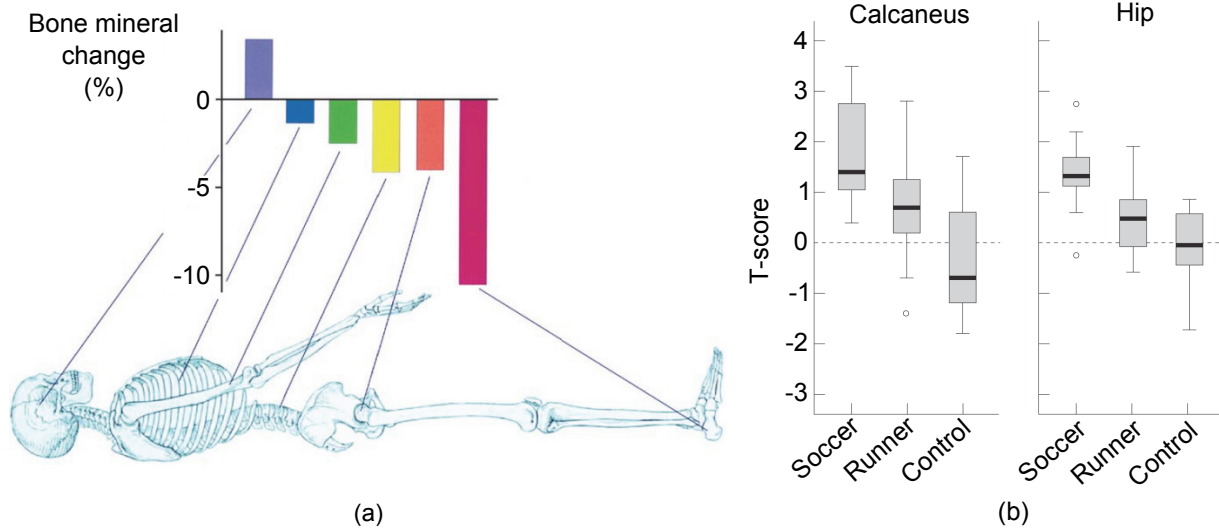 Bone mineral
change
(%)
0
-5
-10
(a)
Calcaneus
Hip
T-score
4
3
2
1
0
-1
-2
-3
Soccer
Runner
Control
Soccer
Runner
Control
(b)